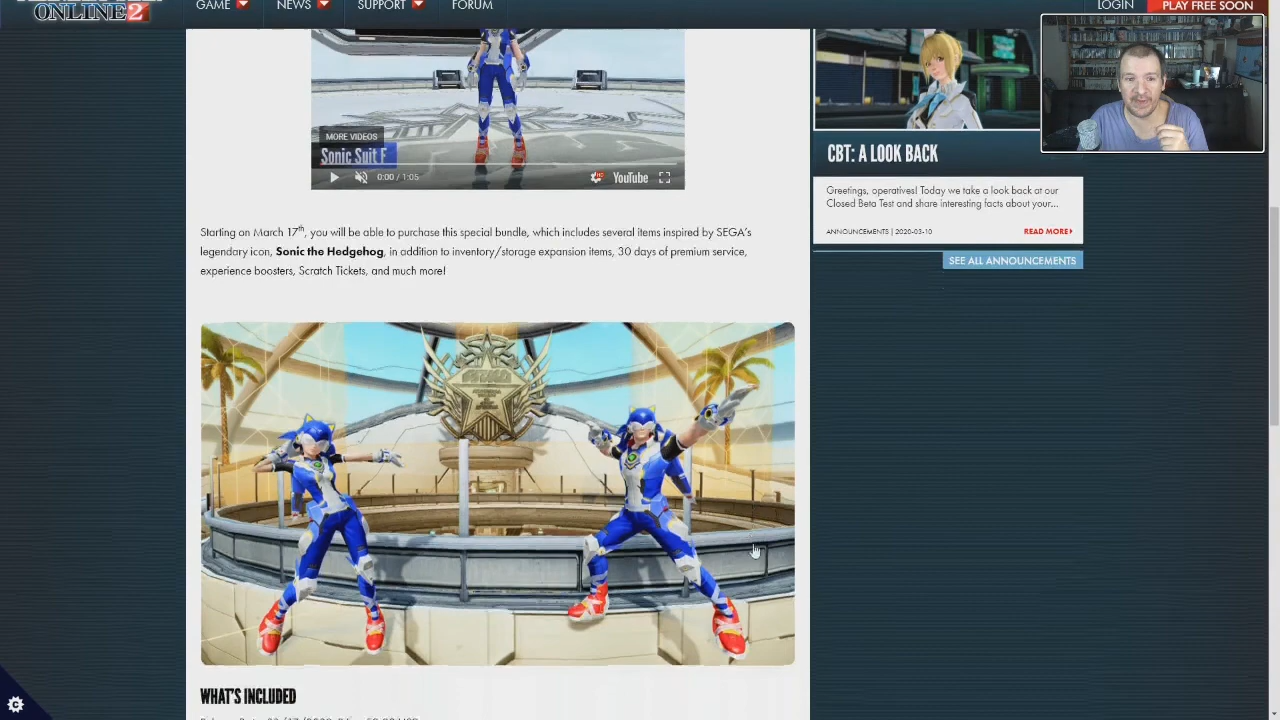 ONLINE 2
GAME
NEWS
SUPPORT
FORUM
LOGIN
PLAY FREE SOON
MORE VIDEOS
Sonic Suit F
0:00 / 1:05
HD
YouTube
Starting on March 17th, you will be able to purchase this special bundle, which includes several items inspired by SEGA's
legendary icon, Sonic the Hedgehog, in addition to inventory/storage expansion items, 30 days of premium service,
experience boosters, Scratch Tickets, and much more!
WHAT'S INCLUDED
CBT: A LOOK BACK
Greetings, operatives! Today we take a look back at our
Closed Beta Test and share interesting facts about your...
ANNOUNCEMENTS | 2020-03-10
READ MORE
SEE ALL ANNOUNCEMENTS